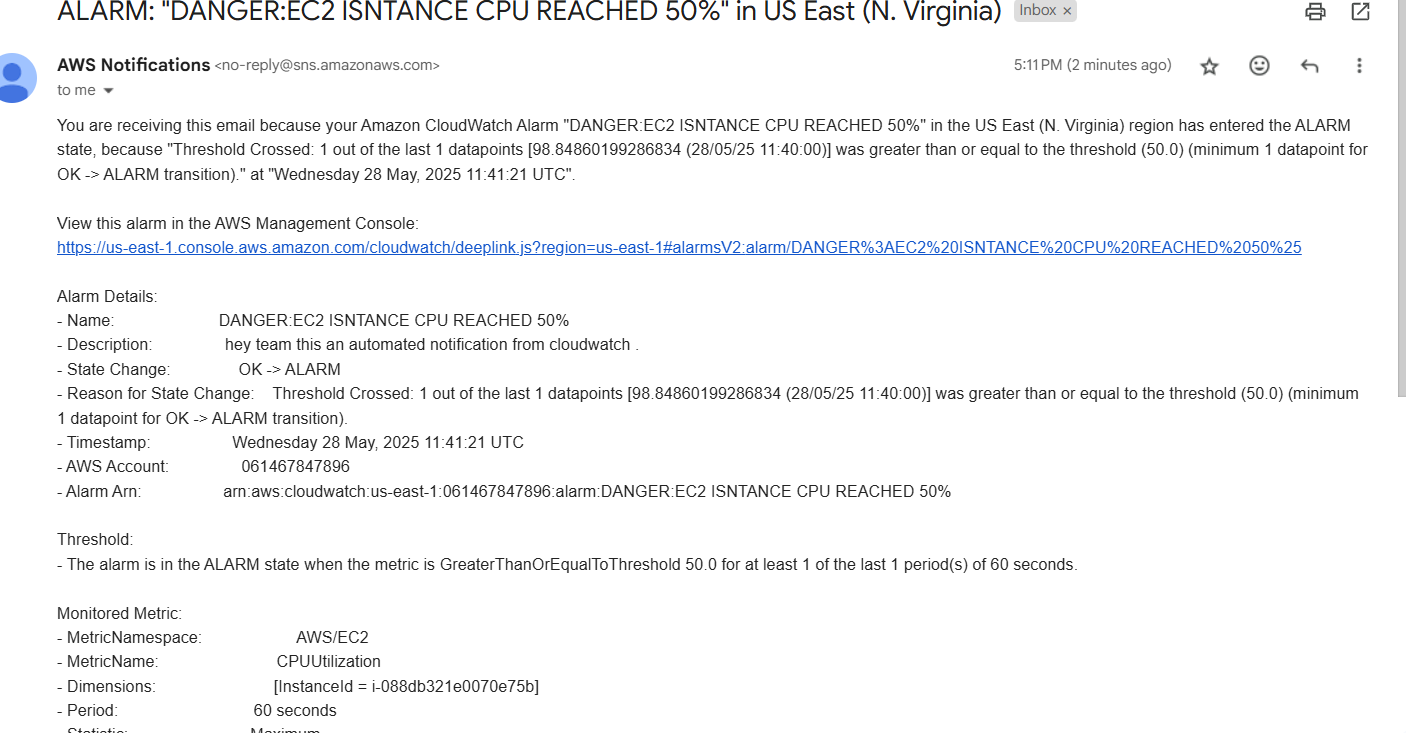 ALARM: "DANGER:EC2 ISNTANCE CPU REACHED 50%" in US East (N. Virginia) Inbox ×
AWS Notifications <no-reply@sns.amazonaws.com> 5:11 PM (2 minutes ago)
to me
You are receiving this email because your Amazon CloudWatch Alarm "DANGER:EC2 ISNTANCE CPU REACHED 50%" in the US East (N. Virginia) region has entered the ALARM
state, because "Threshold Crossed: 1 out of the last 1 datapoints [98.84860199286834 (28/05/25 11:40:00)] was greater than or equal to the threshold (50.0) (minimum 1 datapoint for
OK -> ALARM transition)." at "Wednesday 28 May, 2025 11:41:21 UTC".
View this alarm in the AWS Management Console:
https://us-east-1.console.aws.amazon.com/cloudwatch/deeplink.js?region=us-east-1#alarmsV2:alarm/DANGER%3AEC2%20ISNTANCE%20CPU%20REACHED%2050%25
Alarm Details:
- Name: DANGER:EC2 ISNTANCE CPU REACHED 50%
- Description: hey team this an automated notification from cloudwatch .
- State Change: OK -> ALARM
- Reason for State Change: Threshold Crossed: 1 out of the last 1 datapoints [98.84860199286834 (28/05/25 11:40:00)] was greater than or equal to the threshold (50.0) (minimum
1 datapoint for OK -> ALARM transition).
- Timestamp: Wednesday 28 May, 2025 11:41:21 UTC
- AWS Account: 061467847896
- Alarm Arn: arn:aws:cloudwatch:us-east-1:061467847896:alarm:DANGER:EC2 ISNTANCE CPU REACHED 50%
Threshold:
- The alarm is in the ALARM state when the metric is GreaterThanOrEqualToThreshold 50.0 for at least 1 of the last 1 period(s) of 60 seconds.
Monitored Metric:
- MetricNamespace: AWS/EC2
- MetricName: CPUUtilization
- Dimensions: [InstanceId = i-088db321e0070e75b]
- Period: 60 seconds
- Statistic: Maximum